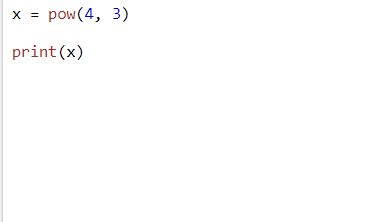 x = pow(4, 3)
print(x)